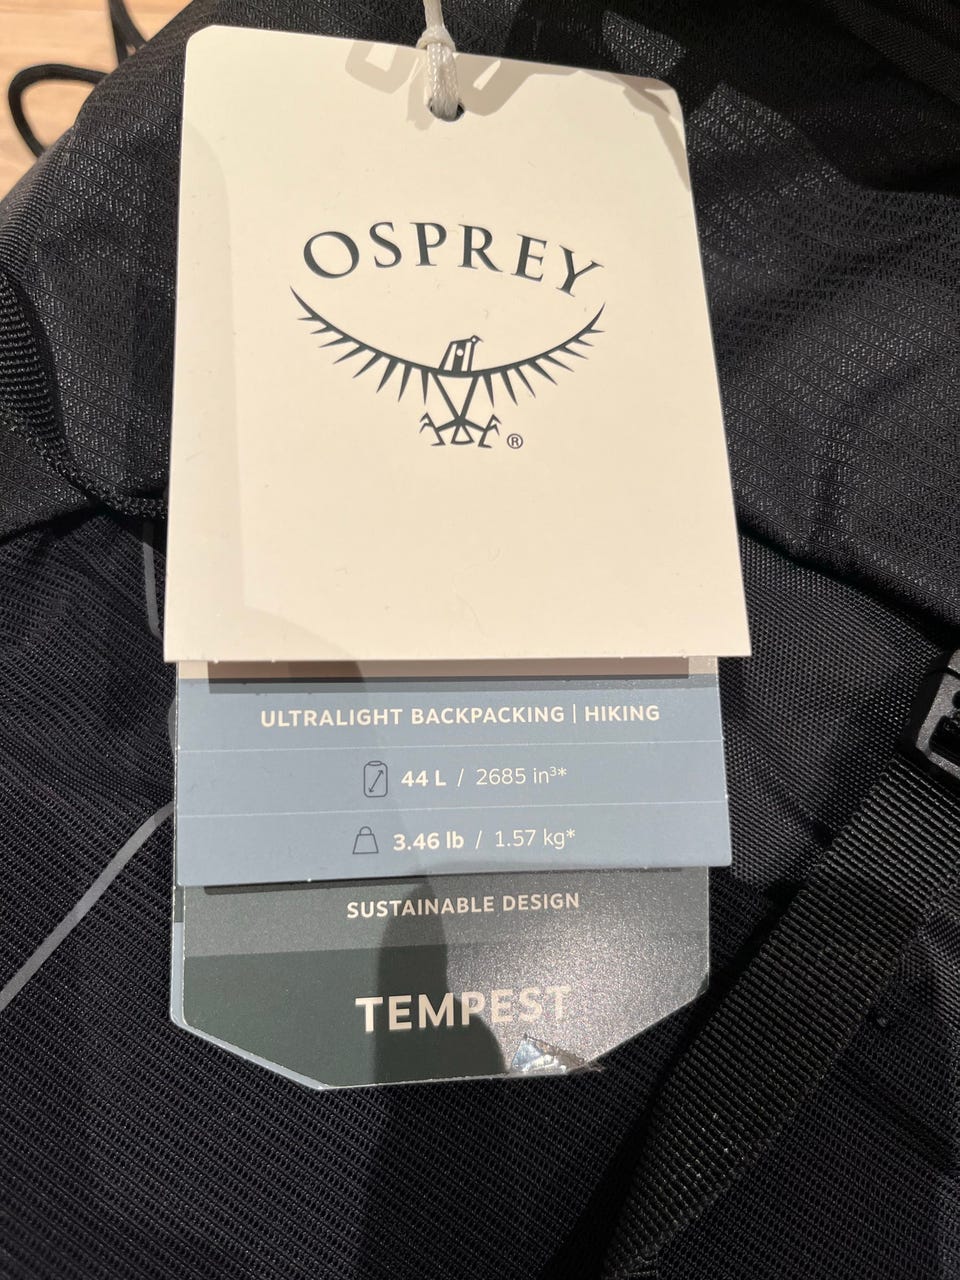 OSPREY
®
ULTRALIGHT BACKPACKING | HIKING
44 L / 2685 in³*
3.46 lb / 1.57 kg*
SUSTAINABLE DESIGN
TEMPEST